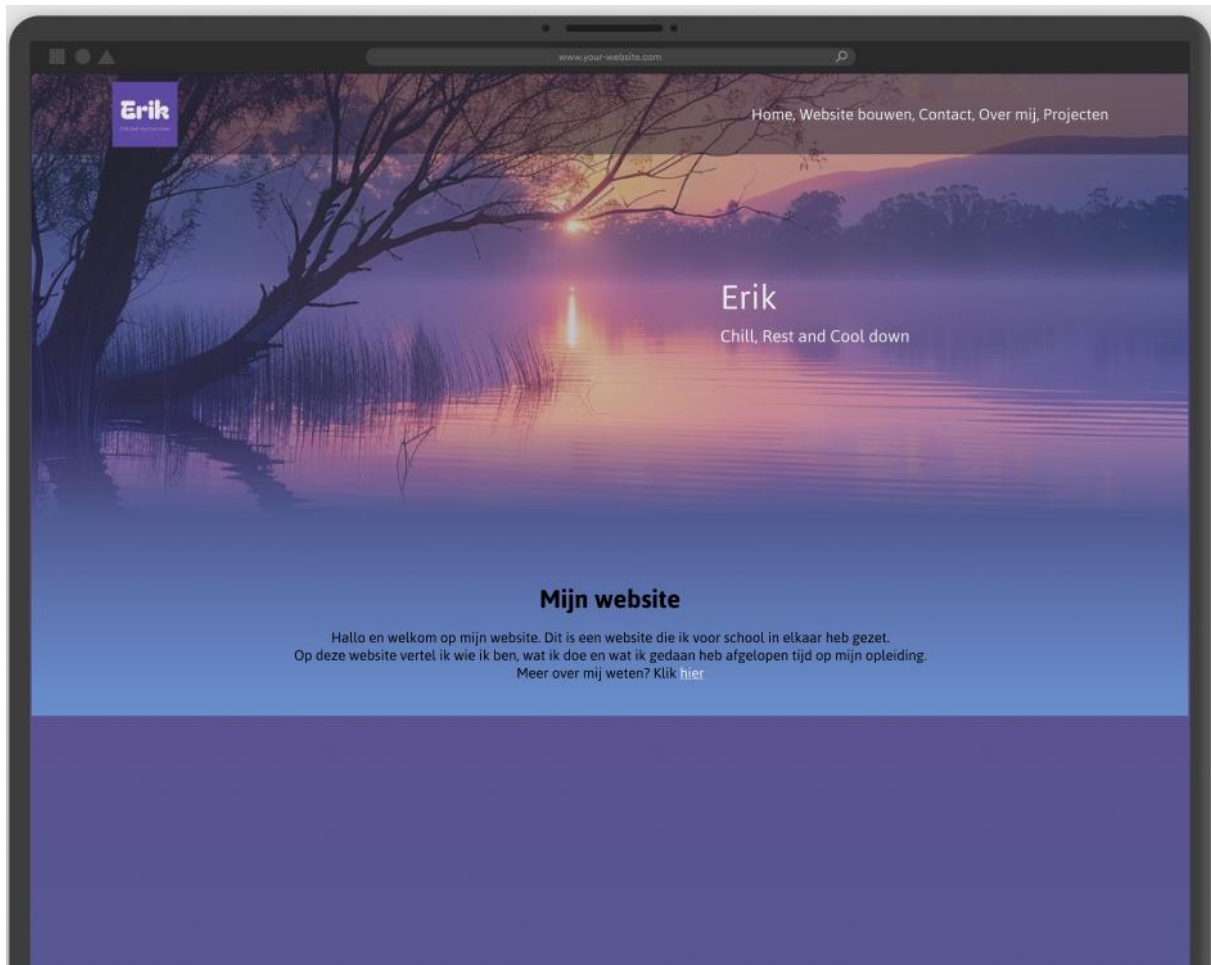 www.your-website.com
Erik
Home, Website bouwen, Contact, Over mij, Projecten
Erik
Chill, Rest and Cool down
Mijn website
Hallo en welkom op mijn website. Dit is een website die ik voor school in elkaar heb gezet.
Op deze website vertel ik wie ik ben, wat ik doe en wat ik gedaan heb afgelopen tijd op mijn opleiding.
Meer over mij weten? Klik hier